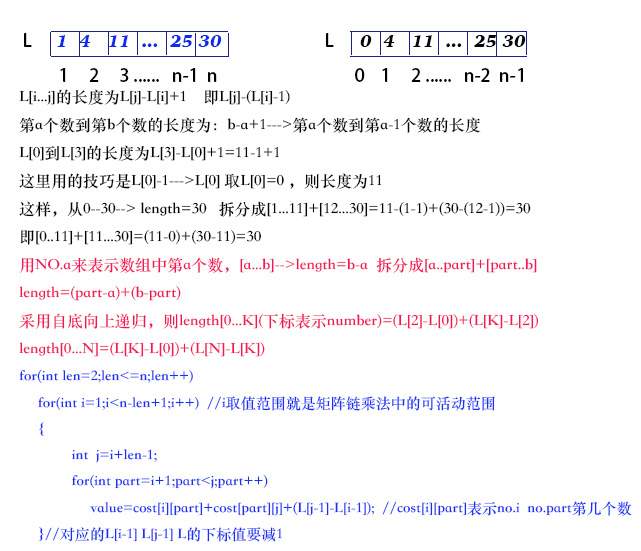 L 1 4 11 ... 25 30 L 0 4 11 ... 25 30
1 2 3 ...... n-1 n 0 1 2 ...... n-2 n-1
L[i...j]的长度为L[j]-L[i]+1 即L[j]-(L[i]-1)
第a个数到第b个数的长度为：b-a+1--->第a个数到第a-1个数的长度
L[0]到L[3]的长度为L[3]-L[0]+1=11-1+1
这里用的技巧是L[0]-1--->L[0] 取L[0]=0 ，则长度为11
这样，从0--30--> length=30 拆分成[1...11]+[12...30]=11-(1-1)+(30-(12-1))=30
即[0..11]+[11...30]=(11-0)+(30-11)=30
用NO.a来表示数组中第a个数，[a...b]-->length=b-a 拆分成[a..part]+[part..b]
length=(part-a)+(b-part)
采用自底向上递归，则length[0...K](下标表示number)=(L[2]-L[0])+(L[K]-L[2])
length[0...N]=(L[K]-L[0])+(L[N]-L[K])
for(int len=2;len<=n;len++)
for(int i=1;i<n-len+1;i++) //i取值范围就是矩阵链乘法中的可活动范围
{
int j=i+len-1;
for(int part=i+1;part<j;part++)
value=cost[i][part]+cost[part][j]+(L[j-1]-L[i-1]); //cost[i][part]表示no.i no.part第几个数
}//对应的L[i-1] L[j-1] L的下标值要减1